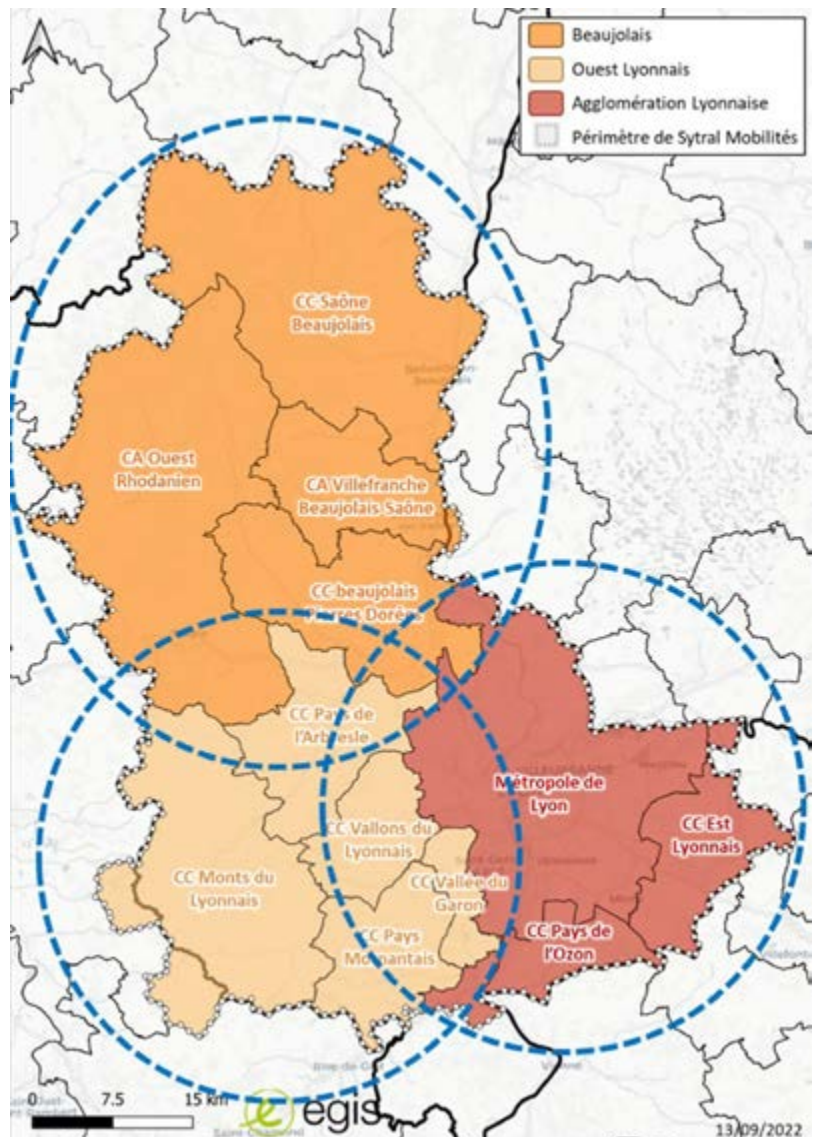 Beaujolais
Ouest Lyonnais
Agglomération Lyonnaise
Périmètre de Sytral Mobilités
CC Saône
Beaujolais
CA Ouest
Rhodanien
CA Villefranche
Beaujolais Saône
CC beaujolais
Pierres Dorées
CC Pays de
l'Arbresle
Métropole de
Lyon
CC Est
Lyonnais
CC Vallons du
Lyonnais
CC Monts du
Lyonnais
CC Vallée du
Garon
CC Pays
Mornantais
CC Pays de
l'Ozon
0 7.5 15 km
egis
13/09/2022